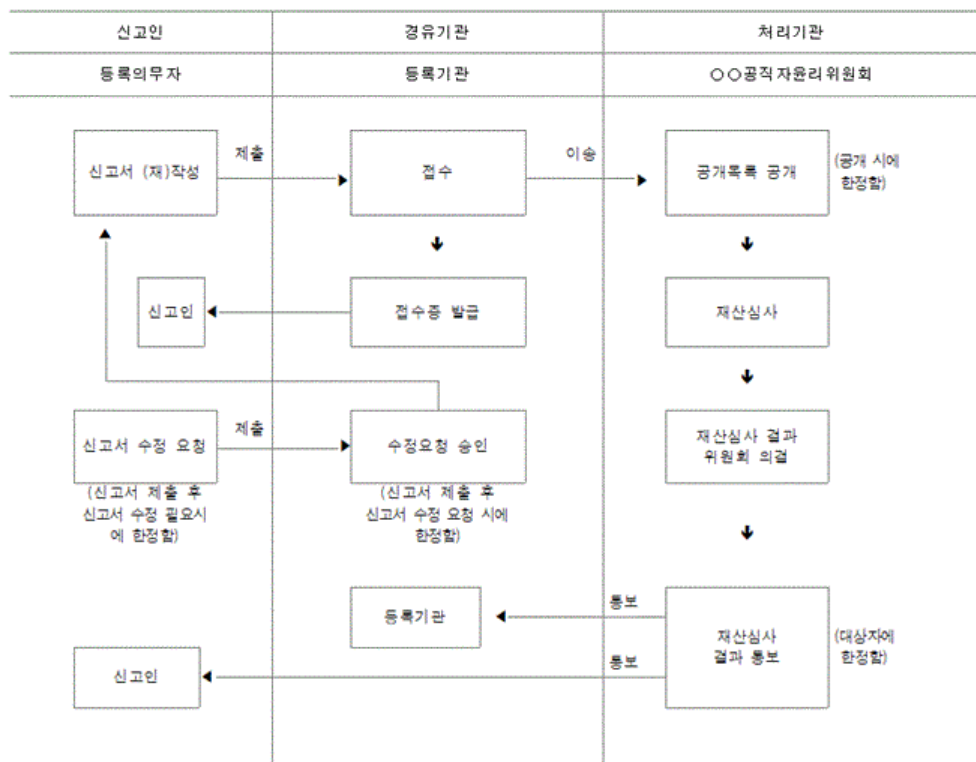 신고인 경유기관 처리기관
등록의무자 등록기관 ○○공직자윤리위원회
신고서 (재)작성 제출 접수 이송 공개목록 공개 (공개 시에
한정함)
신고인 접수증 발급 재산심사
신고서 수정 요청 제출 수정요청 승인 재산심사 결과
위원회 의결
(신고서 제출 후
신고서 수정 필요시
에 한정함)
(신고서 제출 후
신고서 수정 요청 시에
한정함)
등록기관 통보
재산심사
결과 통보
(대상자에
한정함)
신고인 통보